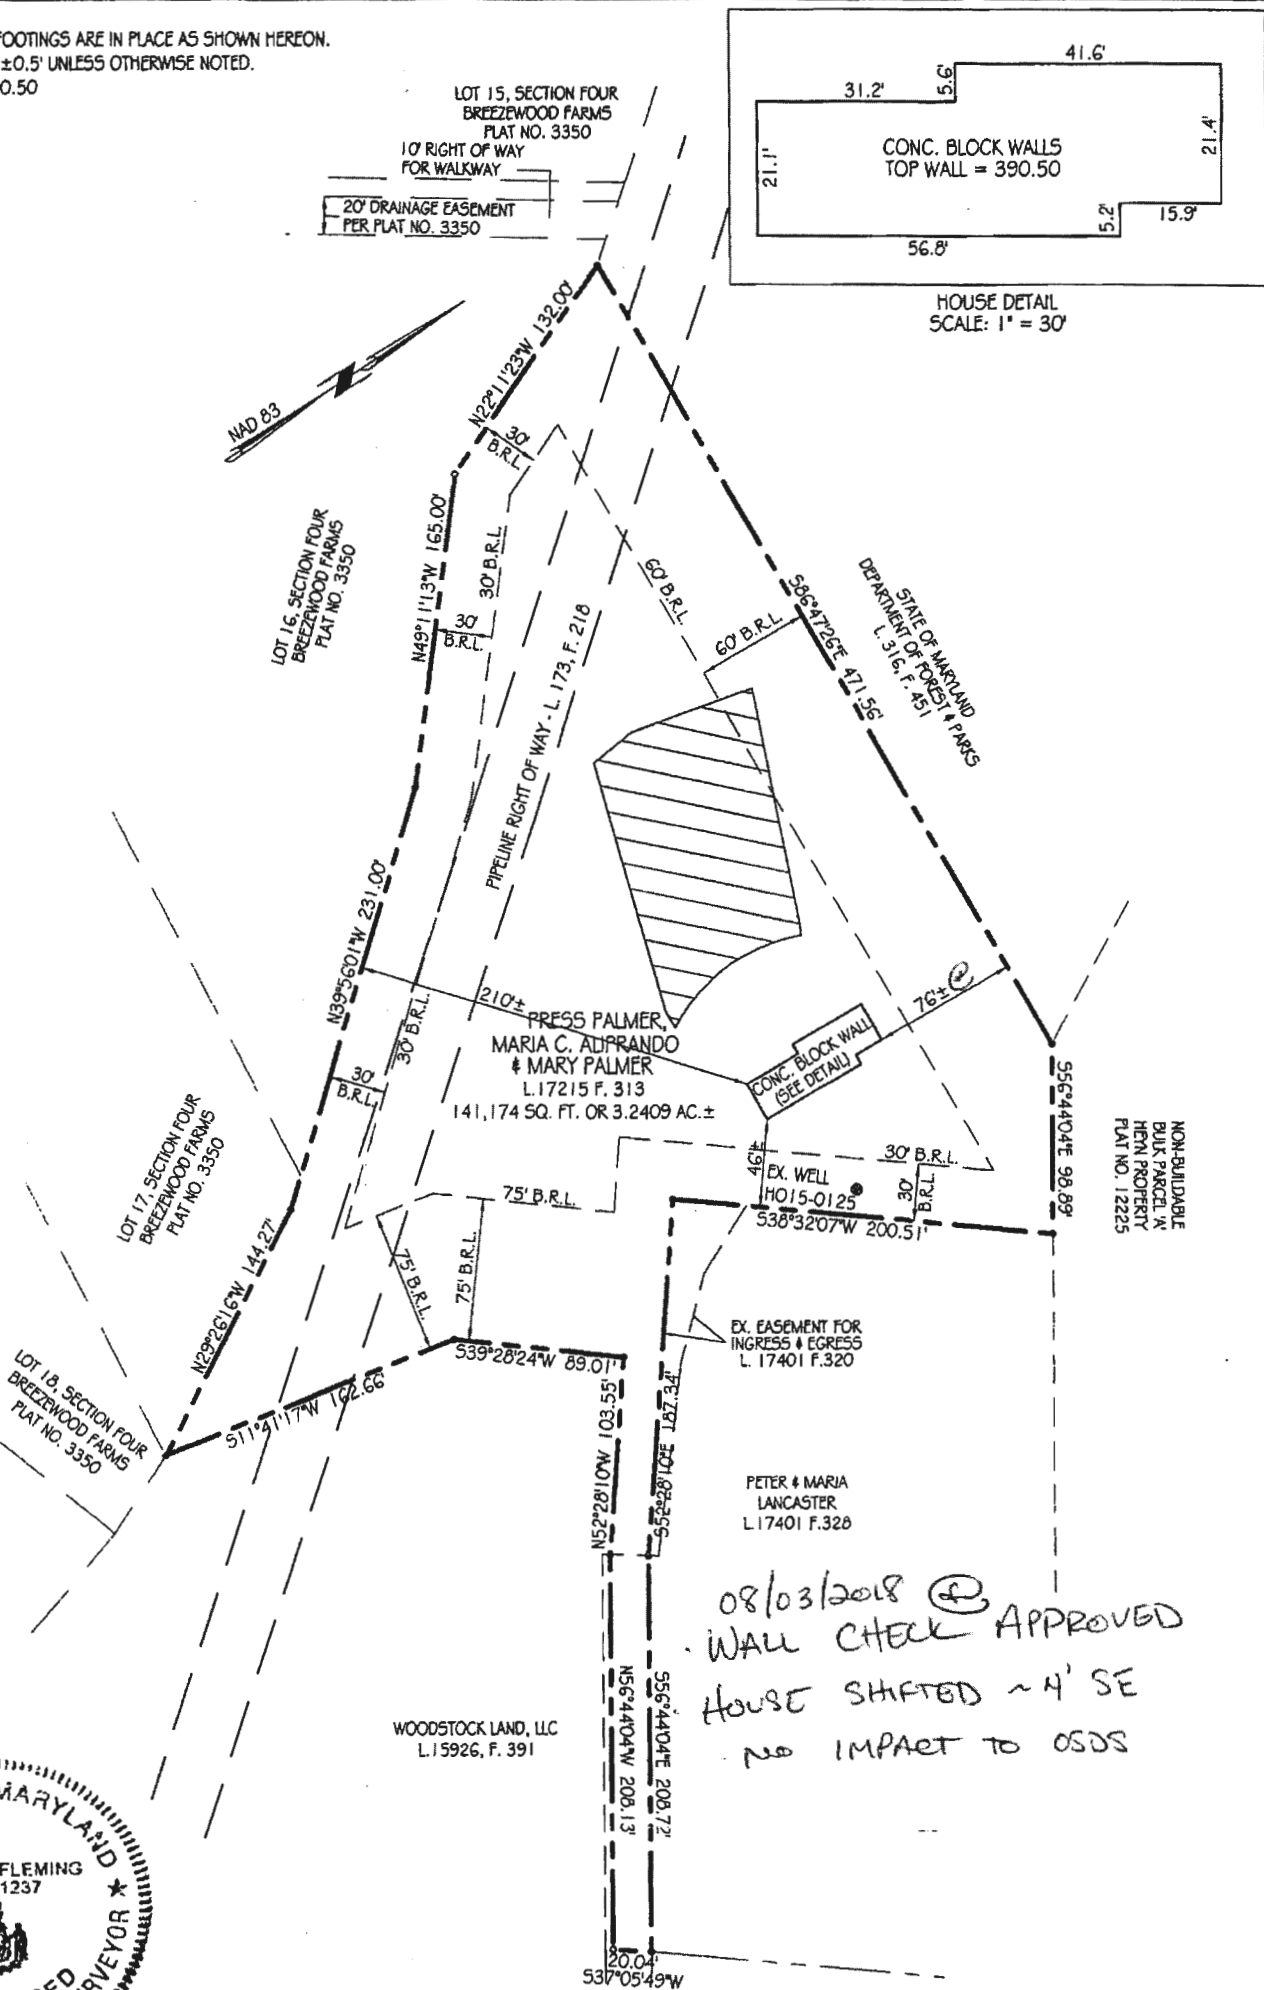 FOOTINGS ARE IN PLACE AS SHOWN HEREON.
±0.5' UNLESS OTHERWISE NOTED.
0.50
LOT 15, SECTION FOUR
BREEZEWOOD FARMS
PLAT NO. 3350
10' RIGHT OF WAY
FOR WALKWAY
20' DRAINAGE EASEMENT
PER PLAT NO. 3350
41.6'
31.2'
5.6'
21.1'
CONC. BLOCK WALLS
TOP WALL = 390.50
21.4'
5.2'
15.9'
56.8'
HOUSE DETAIL
SCALE: 1" = 30'
NAD 83
N22°11'23"W 132.00'
30'
B.R.L.
N49°11'13"W 165.00'
30' B.R.L.
30'
B.R.L.
LOT 16, SECTION FOUR
BREEZEWOOD FARMS
PLAT NO. 3350
60' B.R.L.
60' B.R.L.
S86°47'26"E 471.56'
STATE OF MARYLAND
DEPARTMENT OF FOREST & PARKS
L. 316, F. 451
PIPELINE RIGHT OF WAY - L. 173, F. 218
N39°56'01"W 231.00'
30' B.R.L.
30'
B.R.L.
210'±
76'±
PRESS PALMER,
MARIA C. ALIPRANDO
& MARY PALMER
L.17215 F. 313
141,174 SQ. FT. OR 3.2409 AC.±
CONC. BLOCK WALL
(SEE DETAIL)
S56°44'04"E 98.89'
NON-BUILDABLE
BULK PARCEL 'A'
HEYN PROPERTY
PLAT NO. 12225
LOT 17, SECTION FOUR
BREEZEWOOD FARMS
PLAT NO. 3350
46'±
30' B.R.L.
30'
B.R.L.
EX. WELL
HO15-0125
S38°32'07"W 200.51'
75' B.R.L.
75' B.R.L.
75' B.R.L.
N29°26'16"W 144.27'
EX. EASEMENT FOR
INGRESS & EGRESS
L. 17401 F.320
S39°28'24"W 89.01'
S11°41'17"W 162.66'
LOT 18, SECTION FOUR
BREEZEWOOD FARMS
PLAT NO. 3350
N52°28'10"W 103.55'
S52°28'10"E 187.34'
PETER & MARIA
LANCASTER
L.17401 F.328
08/03/2018
WALL CHECK APPROVED
HOUSE SHIFTED ~ 4' SE
NO IMPACT TO OSDS
WOODSTOCK LAND, LLC
L.15926, F. 391
N56°44'04"W 208.13'
S56°44'04"E 208.72'
20.04'
S37°05'49"W
MARYLAND
FLEMING
1237